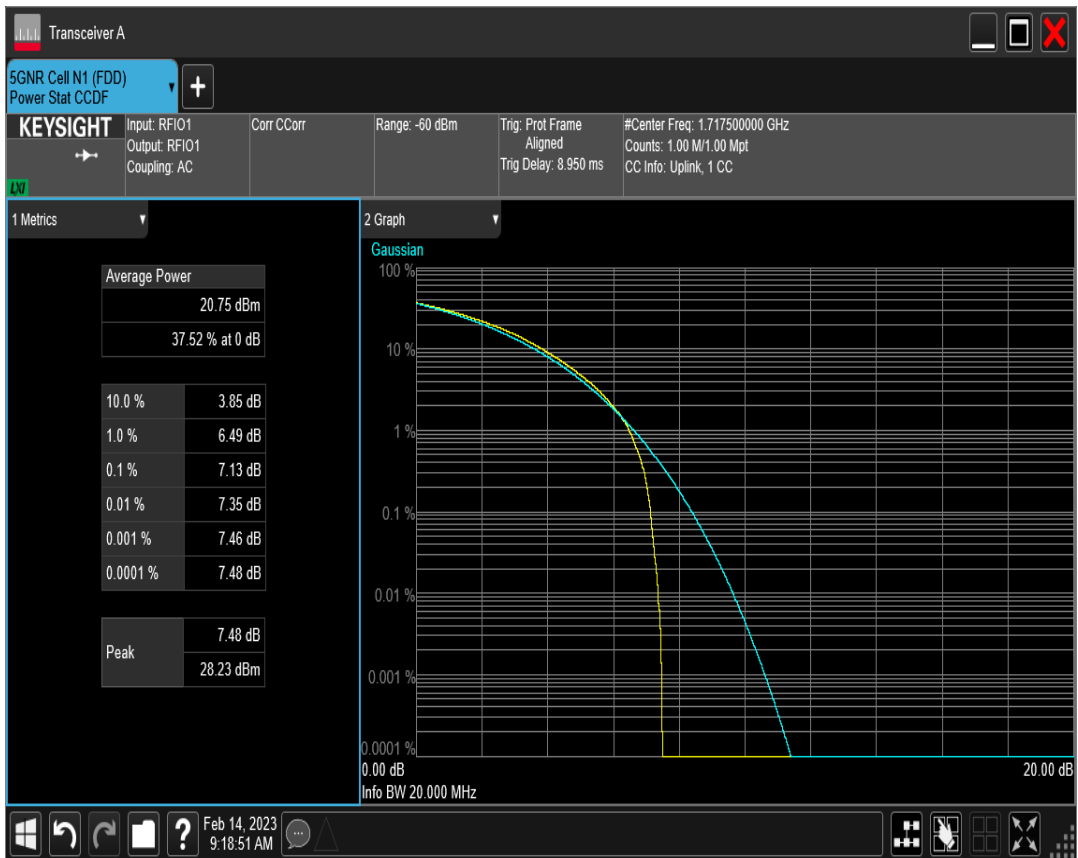 Transceiver A
5GNR Cell N1 (FDD)
Power Stat CCDF
KEYSIGHT
LXI
Input: RFIO1
Output: RFIO1
Coupling: AC
Corr CCorr
Range: -60 dBm
Trig: Prot Frame
Aligned
Trig Delay: 8.950 ms
#Center Freq: 1.717500000 GHz
Counts: 1.00 M/1.00 Mpt
CC Info: Uplink, 1 CC
1 Metrics
Average Power
20.75 dBm
37.52 % at 0 dB
10.0 % 3.85 dB
1.0 % 6.49 dB
0.1 % 7.13 dB
0.01 % 7.35 dB
0.001 % 7.46 dB
0.0001 % 7.48 dB
Peak
7.48 dB
28.23 dBm
2 Graph
Gaussian
100 %
10 %
1 %
0.1 %
0.01 %
0.001 %
0.0001 %
0.00 dB 20.00 dB
Info BW 20.000 MHz
Feb 14, 2023
9:18:51 AM